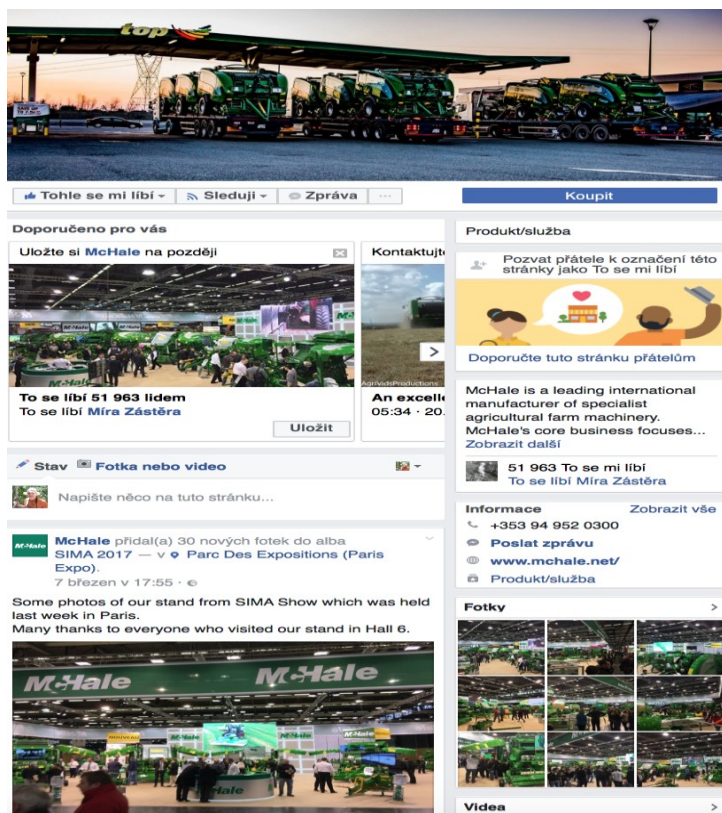 top
Tohle se mi líbí
Sleduji
Zpráva
...
Koupit
Doporučeno pro vás
Uložte si McHale na později
Kontaktujt
AgriVidsProductions
To se líbí 51 963 lidem
To se líbí Míra Zástěra
Uložit
An excelle
05:34 · 20.
Stav
Fotka nebo video
Napište něco na tuto stránku...
McHale
McHale přidal(a) 30 nových fotek do alba
SIMA 2017 — v Parc Des Expositions (Paris
Expo).
7 březen v 17:55 ·
Some photos of our stand from SIMA Show which was held
last week in Paris.
Many thanks to everyone who visited our stand in Hall 6.
McHale McHale
NOUVEAU
McHale
Produkt/služba
Pozvat přátele k označení této
stránky jako To se mi líbí
Doporučte tuto stránku přátelům
McHale is a leading international
manufacturer of specialist
agricultural farm machinery.
McHale's core business focuses...
Zobrazit další
51 963 To se mi líbí
To se líbí Míra Zástěra
Informace Zobrazit vše
+353 94 952 0300
Poslat zprávu
www.mchale.net/
Produkt/služba
Fotky
Videa